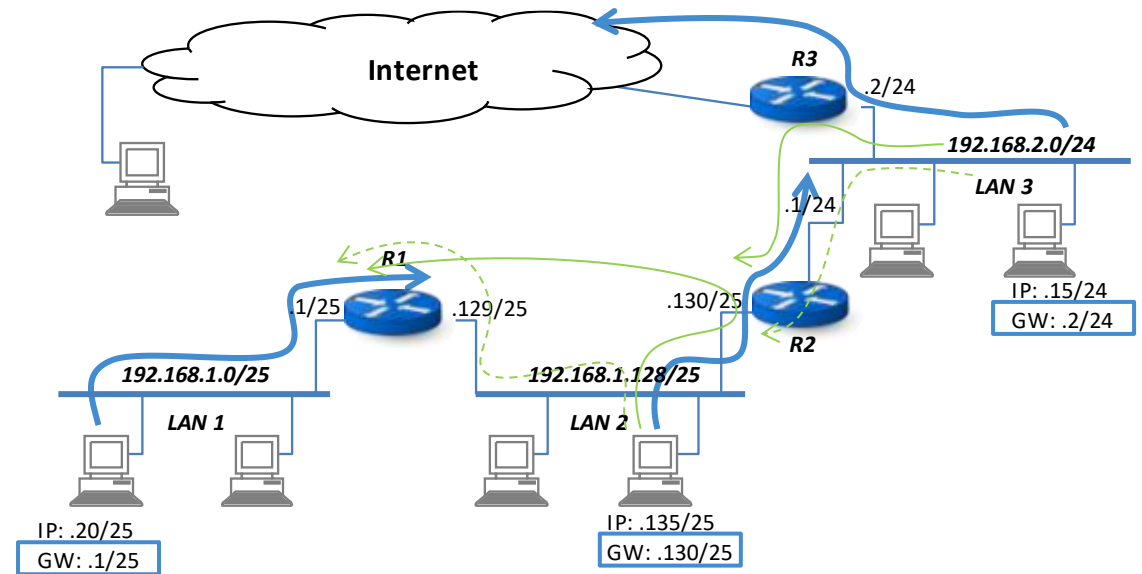 Internet
R3
.2/24
192.168.2.0/24
LAN 3
.1/24
R1
.1/25
.129/25
.130/25
R2
IP: .15/24
GW: .2/24
192.168.1.0/25
LAN 1
192.168.1.128/25
LAN 2
IP: .20/25
GW: .1/25
IP: .135/25
GW: .130/25